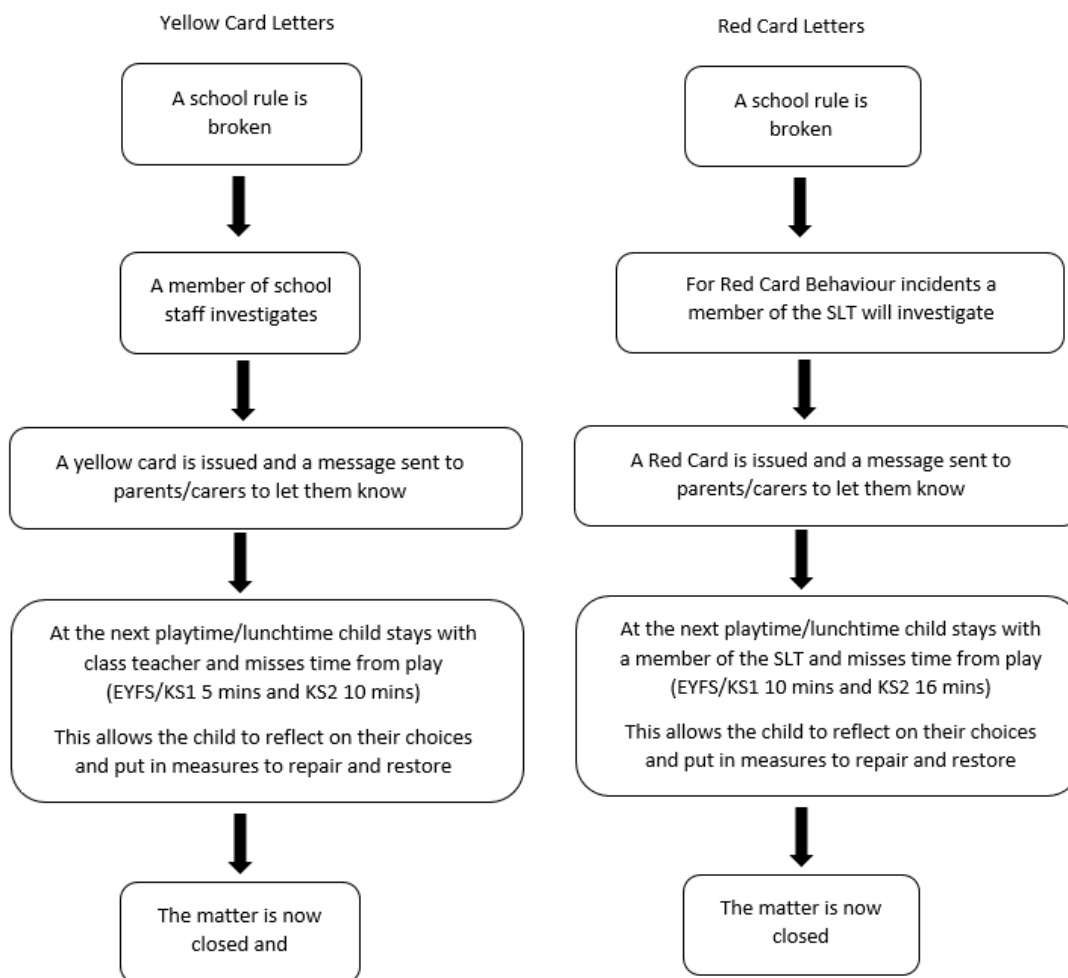 Yellow Card Letters
A school rule is
broken
A member of school
staff investigates
A yellow card is issued and a message sent to
parents/carers to let them know
At the next playtime/lunchtime child stays with
class teacher and misses time from play
(EYFS/KS1 5 mins and KS2 10 mins)
This allows the child to reflect on their choices
and put in measures to repair and restore
The matter is now
closed and
Red Card Letters
A school rule is
broken
For Red Card Behaviour incidents a
member of the SLT will investigate
A Red Card is issued and a message sent to
parents/carers to let them know
At the next playtime/lunchtime child stays with
a member of the SLT and misses time from play
(EYFS/KS1 10 mins and KS2 16 mins)
This allows the child to reflect on their choices
and put in measures to repair and restore
The matter is now
closed